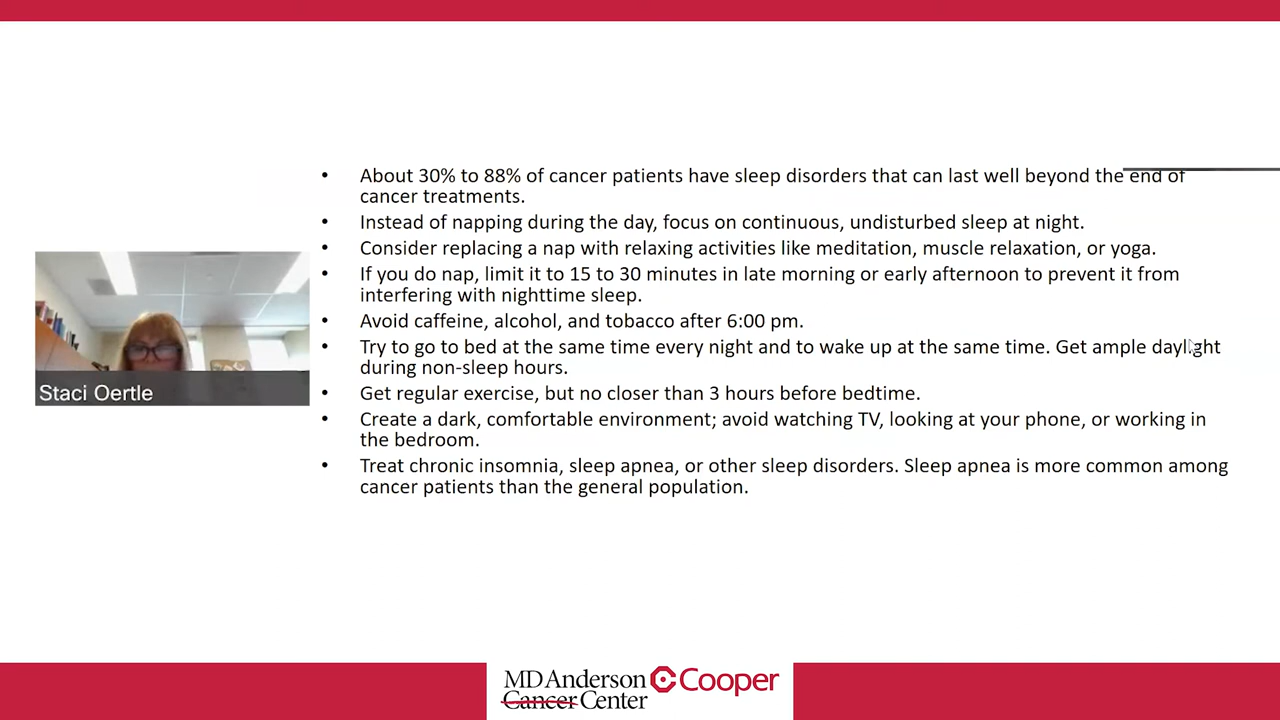 • About 30% to 88% of cancer patients have sleep disorders that can last well beyond the end of
cancer treatments.
• Instead of napping during the day, focus on continuous, undisturbed sleep at night.
• Consider replacing a nap with relaxing activities like meditation, muscle relaxation, or yoga.
• If you do nap, limit it to 15 to 30 minutes in late morning or early afternoon to prevent it from
interfering with nighttime sleep.
• Avoid caffeine, alcohol, and tobacco after 6:00 pm.
• Try to go to bed at the same time every night and to wake up at the same time. Get ample daylight
during non-sleep hours.
• Get regular exercise, but no closer than 3 hours before bedtime.
• Create a dark, comfortable environment; avoid watching TV, looking at your phone, or working in
the bedroom.
• Treat chronic insomnia, sleep apnea, or other sleep disorders. Sleep apnea is more common among
cancer patients than the general population.
Staci Oertle
MD Anderson Cooper
Cancer Center